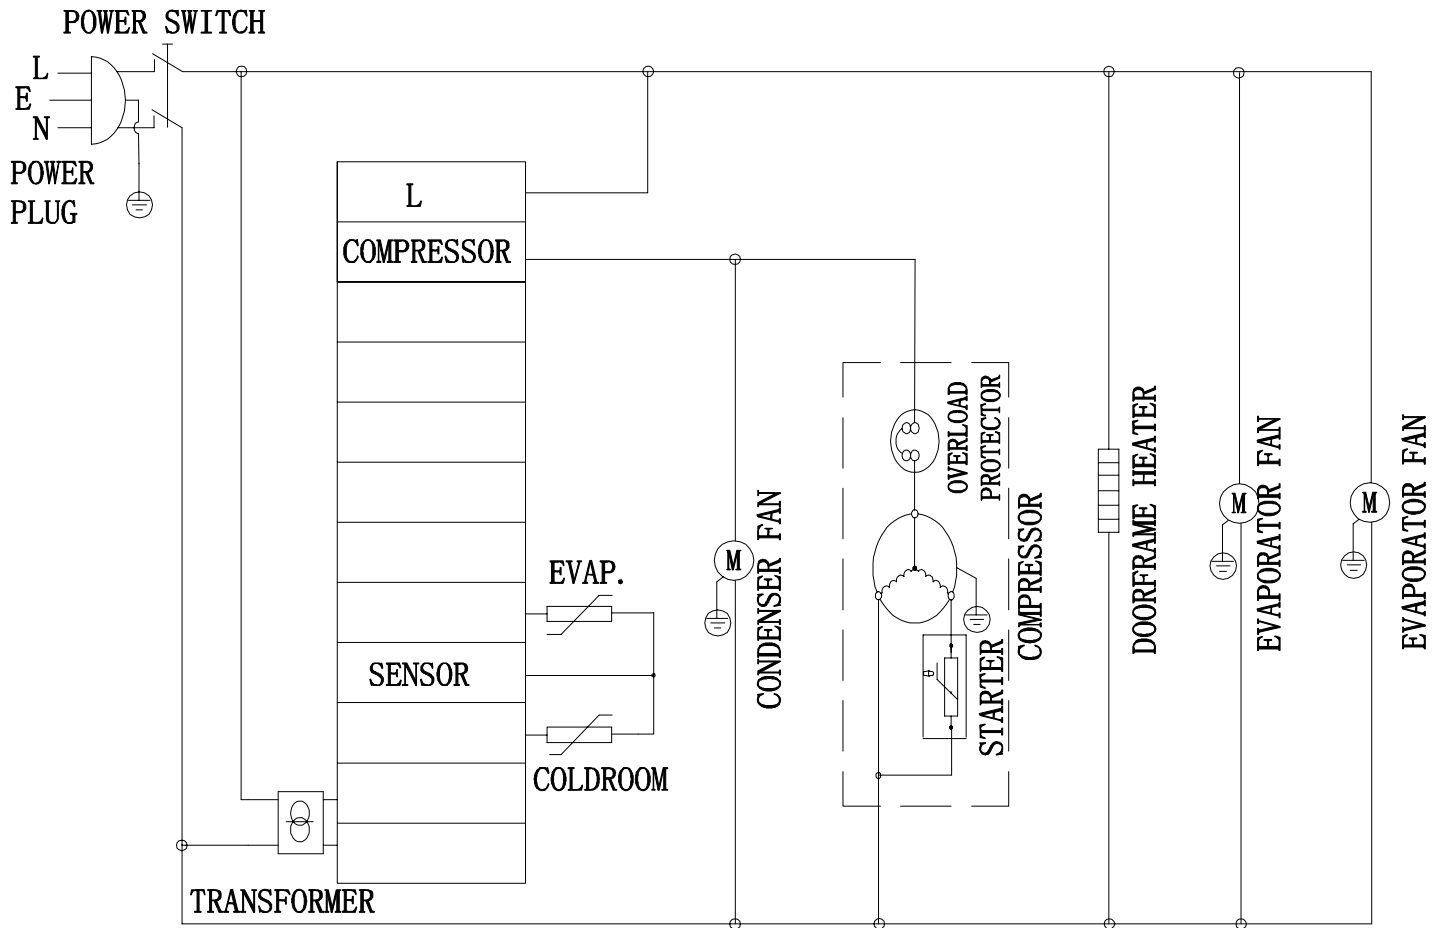 POWER SWITCH
L
E
N
POWER
PLUG
L
COMPRESSOR
OVERLOAD
PROTECTOR
COMPRESSOR
DOORFRAME HEATER
EVAPORATOR FAN
EVAPORATOR FAN
M
M
M
CONDENSER FAN
EVAP.
SENSOR
STARTER
COLDROOM
TRANSFORMER